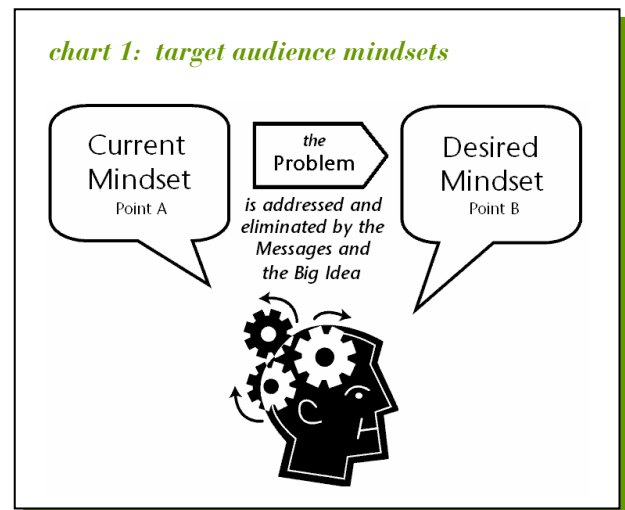 chart 1: target audience mindsets
Current
Mindset
Point A
the
Problem
is addressed and
eliminated by the
Messages and
the Big Idea
Desired
Mindset
Point B